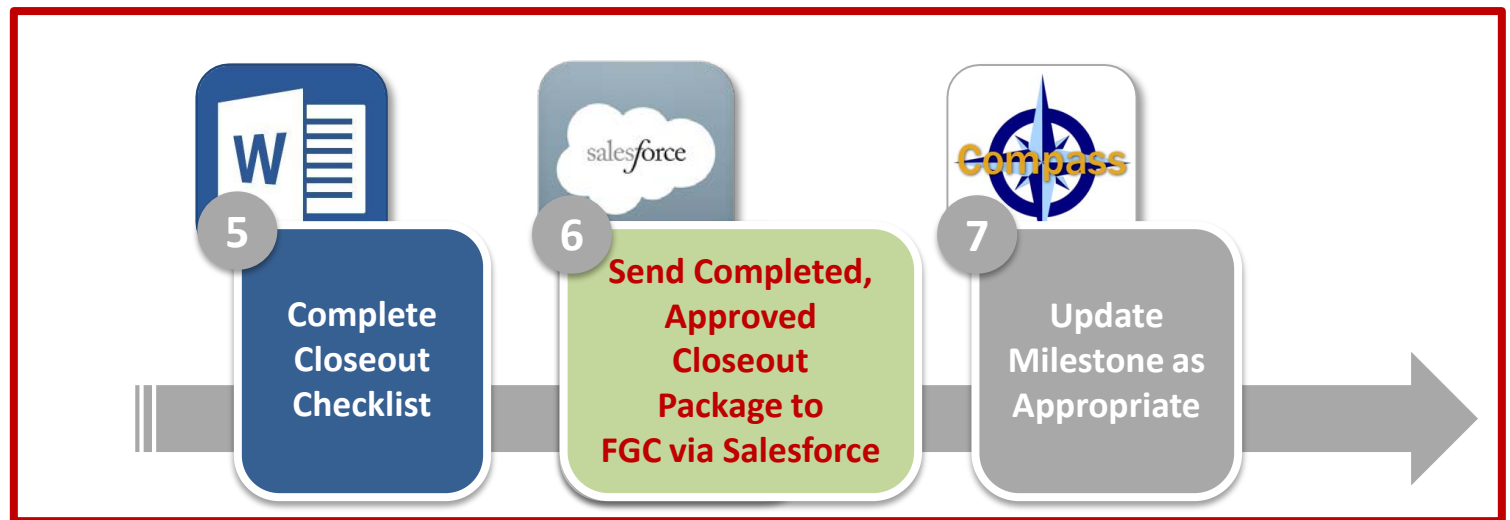 W
salesforce
Compass
5
Complete
Closeout
Checklist
6
Send Completed,
Approved
Closeout
Package to
FGC via Salesforce
7
Update
Milestone as
Appropriate